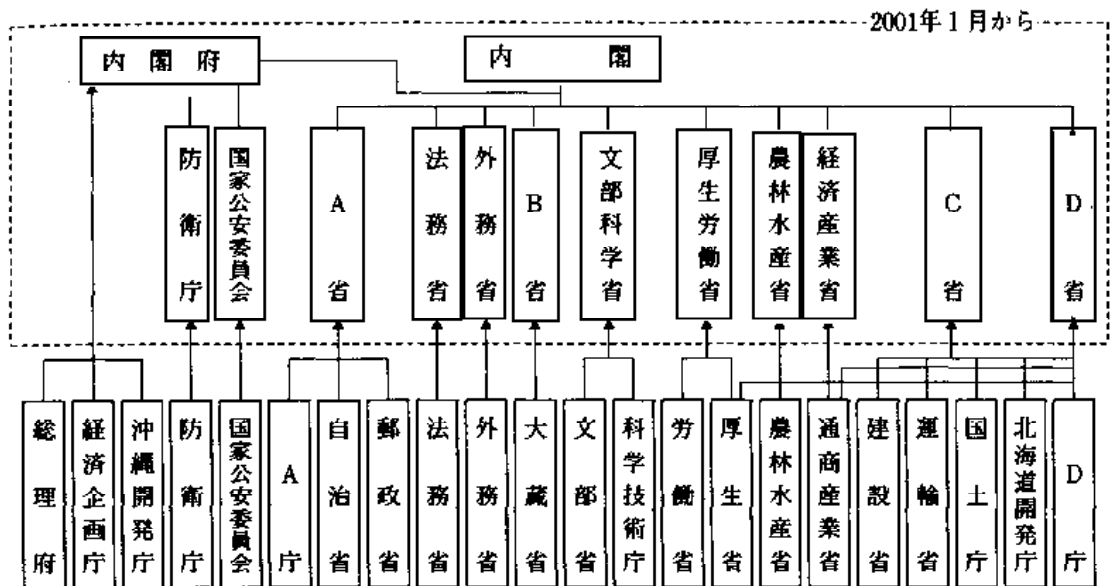 2001年1月から
内閣府
内閣
防衛庁
国家公安委員会
A省
法務省
外務省
B省
文部科学省
厚生労働省
農林水産省
経済産業省
C省
D省
総理府
経済企画庁
沖縄開発庁
防衛庁
国家公安委員会
A庁
自治省
郵政省
法務省
外務省
大蔵省
文部省
科学技術庁
労働省
厚生省
農林水産省
通商産業省
建設省
運輸省
国土庁
北海道開発庁
D庁